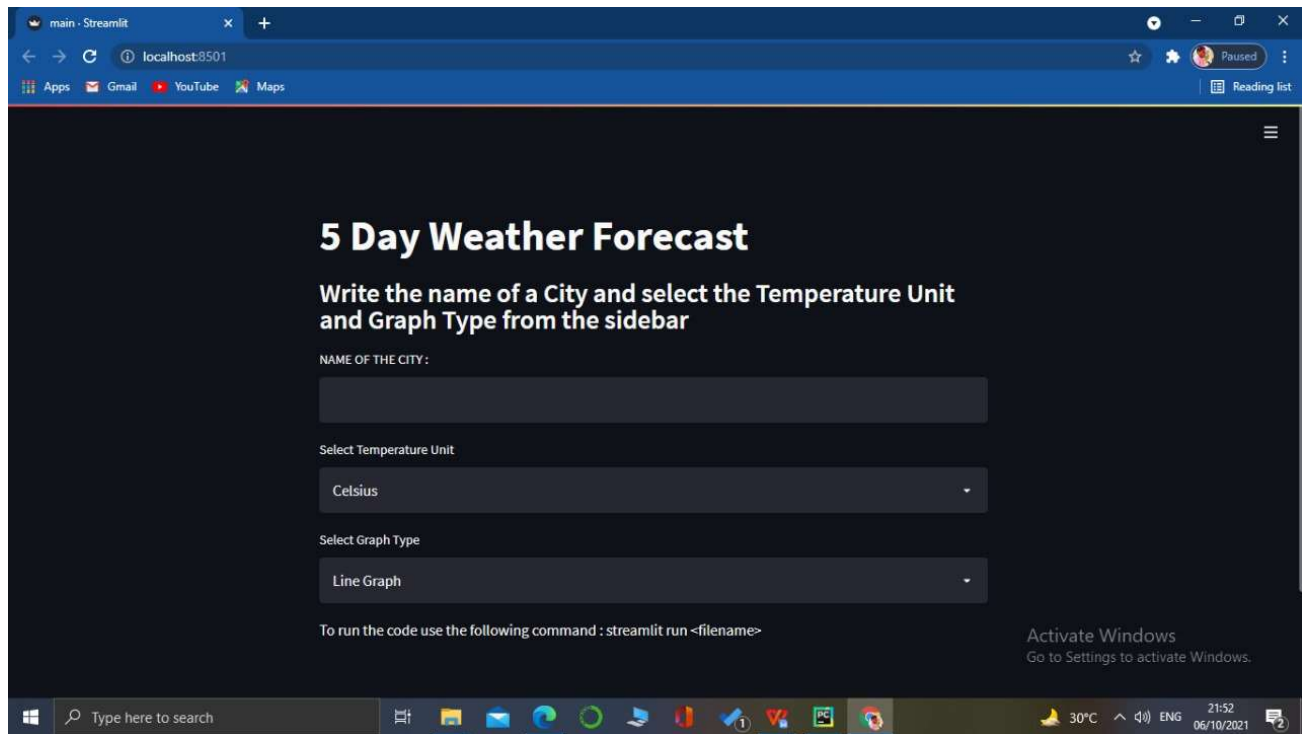 main · Streamlit
localhost:8501
Paused
Apps
Gmail
YouTube
Maps
Reading list
5 Day Weather Forecast
Write the name of a City and select the Temperature Unit
and Graph Type from the sidebar
NAME OF THE CITY :
Select Temperature Unit
Celsius
Select Graph Type
Line Graph
To run the code use the following command : streamlit run <filename>
Activate Windows
Go to Settings to activate Windows.
Type here to search
1
PC
30°C
ENG
21:52
06/10/2021
2